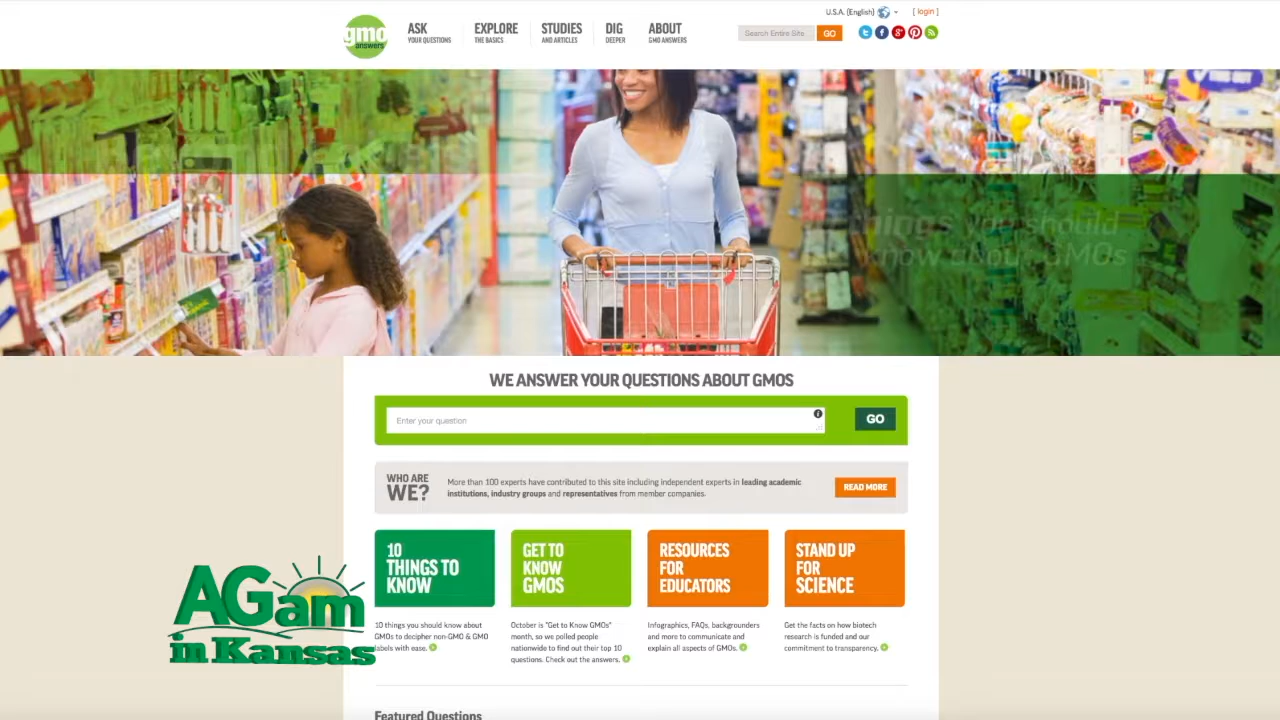 U.S.A. (English)
[ login ]
gmo
answers
ASK
YOUR QUESTIONS
EXPLORE
THE BASICS
STUDIES
AND ARTICLES
DIG
DEEPER
ABOUT
GMO ANSWERS
Search Entire Site
GO
things you should
know about GMOs
WE ANSWER YOUR QUESTIONS ABOUT GMOS
Enter your question
GO
WHO ARE
WE?
More than 100 experts have contributed to this site including independent experts in leading academic
institutions, industry groups and representatives from member companies.
READ MORE
10
THINGS TO
KNOW
GET TO
KNOW
GMOS
RESOURCES
FOR
EDUCATORS
STAND UP
FOR
SCIENCE
10 things you should know about
GMOs to decipher non-GMO & GMO
labels with ease.
October is "Get to Know GMOs"
month, so we polled people
nationwide to find out their top 10
questions. Check out the answers.
Infographics, FAQs, backgrounders
and more to communicate and
explain all aspects of GMOs.
Get the facts on how biotech
research is funded and our
commitment to transparency.
AGam
in Kansas
Featured Questions